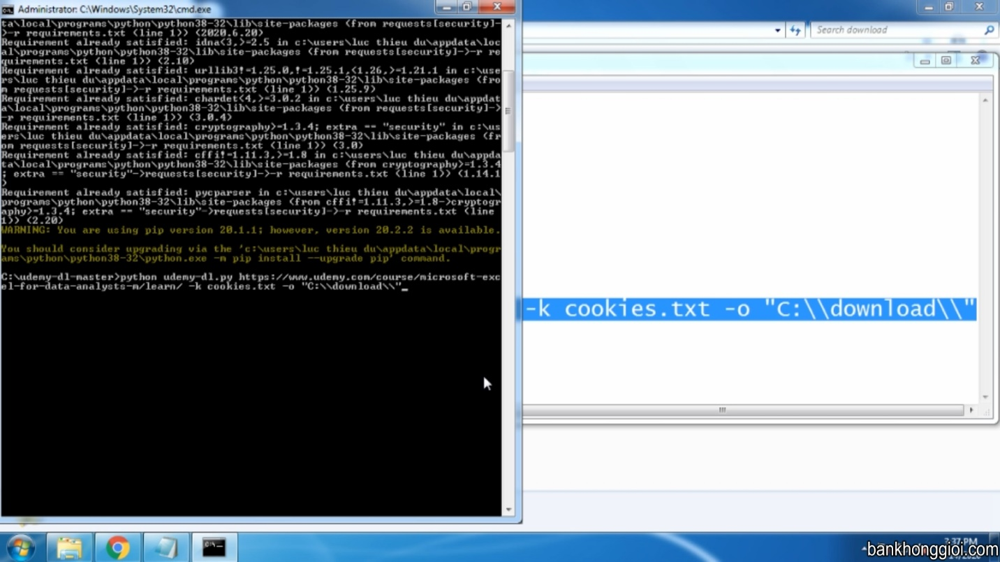 Administrator: C:\Windows\System32\cmd.exe
ata\local\programs\python\python38-32\lib\site-packages (from requests[security]-
>-r requirements.txt (line 1)) (2020.6.20)
Requirement already satisfied: idna<3,>=2.5 in c:\users\luc thieu du\appdata\loc
al\programs\python\python38-32\lib\site-packages (from requests[security]->-r re
quirements.txt (line 1)) (2.10)
Requirement already satisfied: urllib3!=1.25.0,!=1.25.1,<1.26,>=1.21.1 in c:\use
rs\luc thieu du\appdata\local\programs\python\python38-32\lib\site-packages (fro
m requests[security]->-r requirements.txt (line 1)) (1.25.9)
Requirement already satisfied: chardet<4,>=3.0.2 in c:\users\luc thieu du\appdat
a\local\programs\python\python38-32\lib\site-packages (from requests[security]->
-r requirements.txt (line 1)) (3.0.4)
Requirement already satisfied: cryptography>=1.3.4; extra == "security" in c:\us
ers\luc thieu du\appdata\local\programs\python\python38-32\lib\site-packages (fr
om requests[security]->-r requirements.txt (line 1)) (3.0)
Requirement already satisfied: cffi!=1.11.3,>=1.8 in c:\users\luc thieu du\appda
ta\local\programs\python\python38-32\lib\site-packages (from cryptography>=1.3.4
; extra == "security"->requests[security]->-r requirements.txt (line 1)) (1.14.1
)
Requirement already satisfied: pycparser in c:\users\luc thieu du\appdata\local\
programs\python\python38-32\lib\site-packages (from cffi!=1.11.3,>=1.8->cryptogr
aphy>=1.3.4; extra == "security"->requests[security]->-r requirements.txt (line
1)) (2.20)
WARNING: You are using pip version 20.1.1; however, version 20.2.2 is available.
You should consider upgrading via the 'c:\users\luc thieu du\appdata\local\progr
ams\python\python38-32\python.exe -m pip install --upgrade pip' command.
C:\udemy-dl-master>python udemy-dl.py https://www.udemy.com/course/microsoft-exc
el-for-data-analysts-m/learn/ -k cookies.txt -o "C:\\download\\"_
Search download
-k cookies.txt -o "C:\\download\\"
bankhonggioi.com